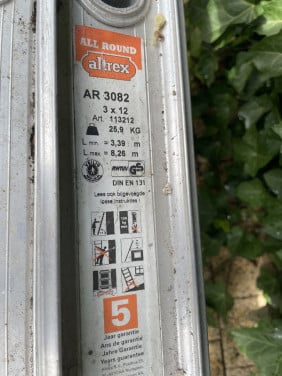 ALL ROUND
altrex
AR 3082
3 x 12
Art. 113212
25,9 KG
L min. = 3,39 m
L max. = 8,26 m
DIN EN 131
Lees ook bijgevoegde
instrukties
5
Jaar garantie
Ans de garantie
Jahre Garantie
Years guarantee